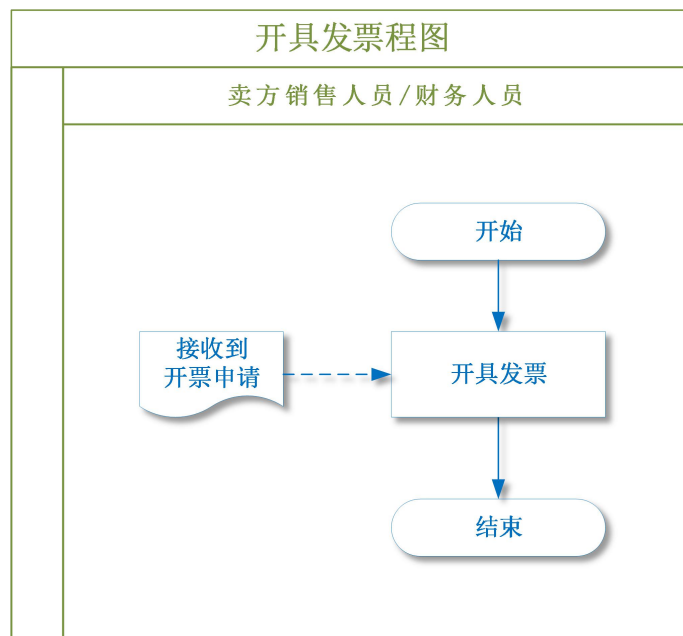 开具发票程图
卖方销售人员/财务人员
开始
接收到
开票申请
开具发票
结束